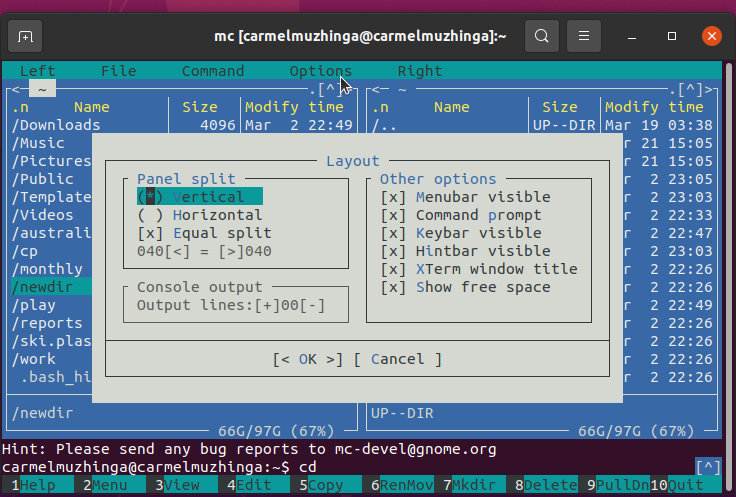 mc [carmelmuzhinga@carmelmuzhinga]:~
Left File Command Options Right
<— ~ .[^]> <— ~ .[^]>
.n Name Size Modify time .n Name Size Modify time
/Downloads 4096 Mar 2 22:49 /.. UP--DIR Mar 19 03:38
/Music r 21 15:05
/Pictures r 21 15:05
/Public r 2 23:05
/Template r 2 23:03
/Videos r 2 22:33
/australi r 2 22:47
/cp r 2 23:03
/monthly r 2 22:26
/newdir r 2 22:26
/play r 2 22:49
/reports r 2 22:26
/ski.plas r 2 22:26
/work r 2 22:26
.bash_hi r 2 22:26
Layout
Panel split
(*) Vertical
( ) Horizontal
[x] Equal split
040[<] = [>]040
Console output
Output lines:[+]00[-]
Other options
[x] Menubar visible
[x] Command prompt
[x] Keybar visible
[x] Hintbar visible
[x] XTerm window title
[x] Show free space
[< OK >] [ Cancel ]
/newdir UP--DIR
66G/97G (67%) 66G/97G (67%)
Hint: Please send any bug reports to mc-devel@gnome.org
carmelmuzhinga@carmelmuzhinga:~$ cd [^]
1Help 2Menu 3View 4Edit 5Copy 6RenMov 7Mkdir 8Delete 9PullDn 10Quit